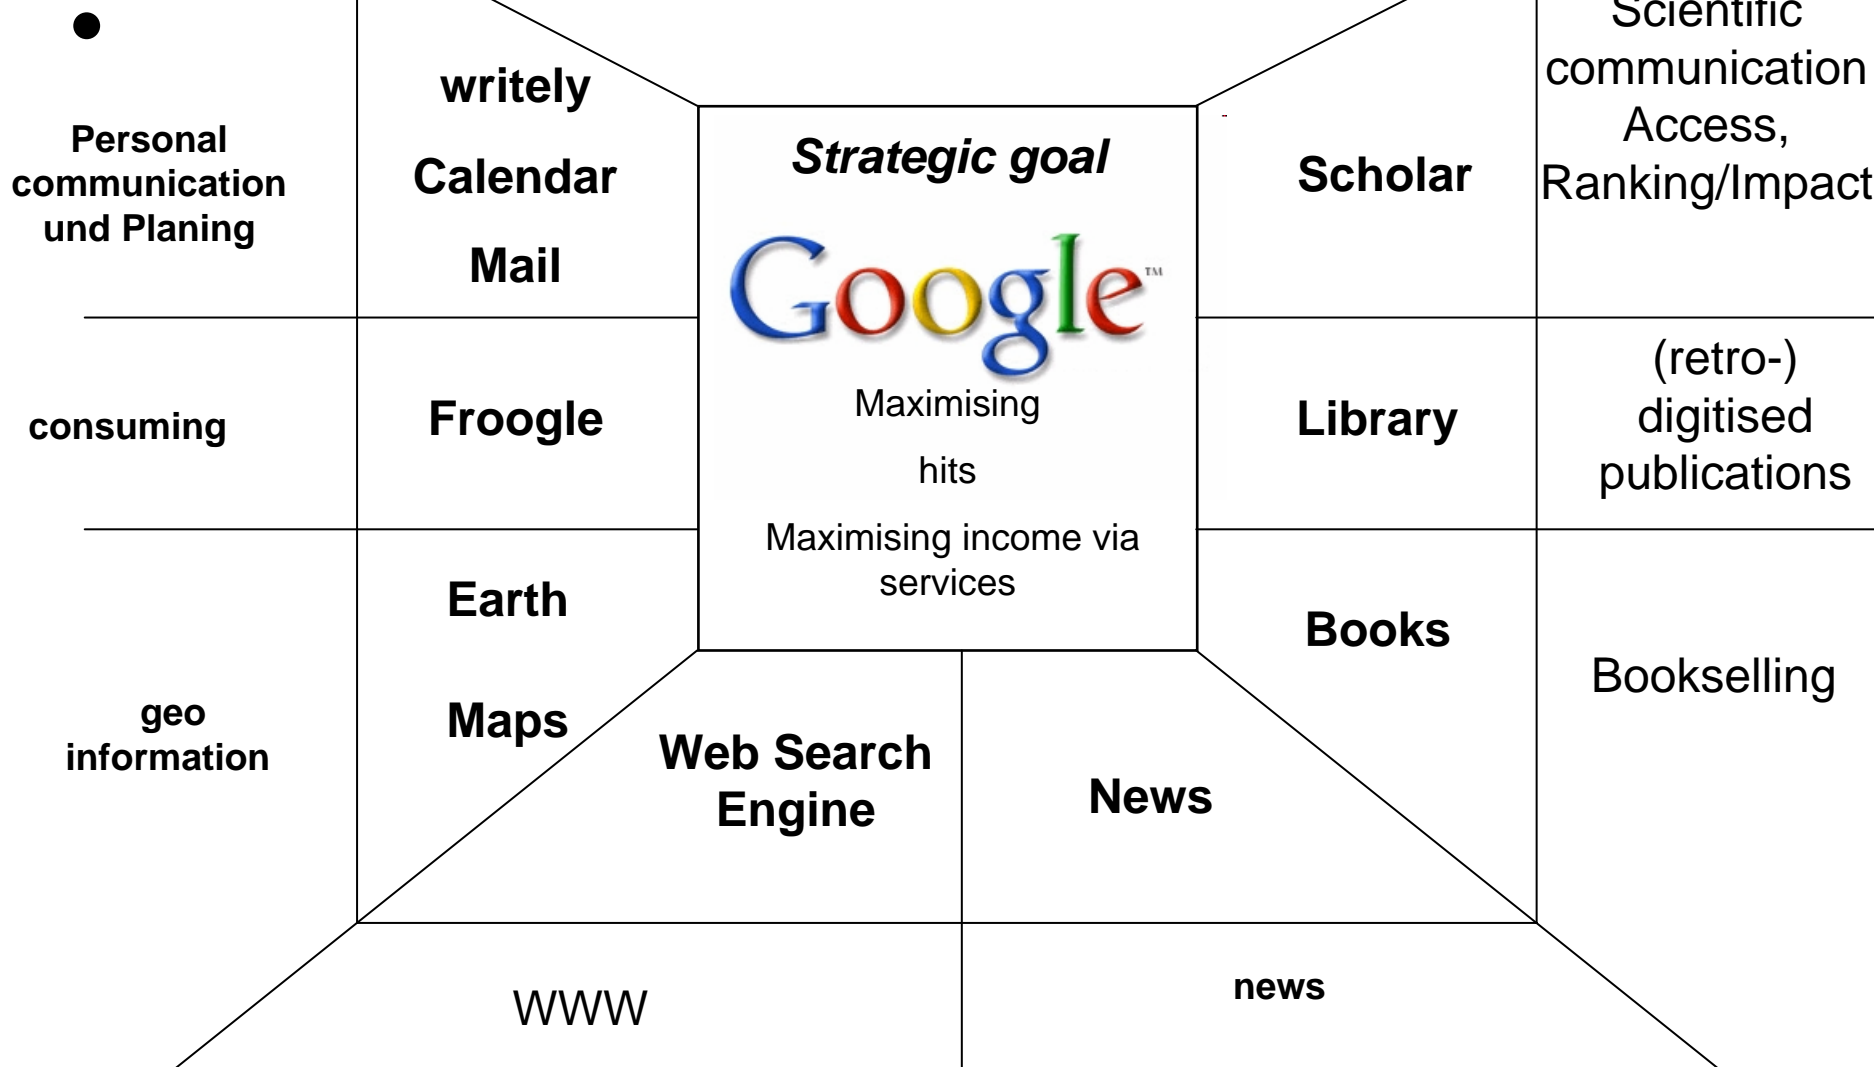 Personal
communication
und Planing
writely
Calendar
Mail
Strategic goal
Google™
Maximising
hits
Maximising income via
services
Scholar
Scientific
communication
Access,
Ranking/Impact
consuming
Froogle
Library
(retro-)
digitised
publications
geo
information
Earth
Maps
Web Search
Engine
News
Books
Bookselling
WWW
news